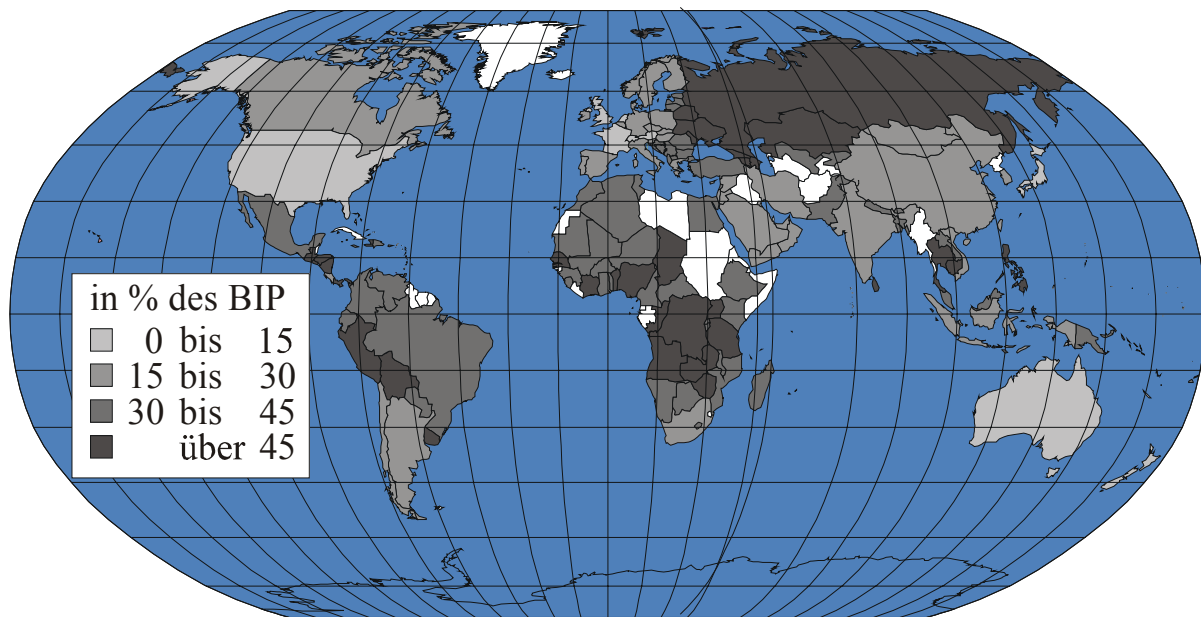 in % des BIP
0 bis 15
15 bis 30
30 bis 45
über 45